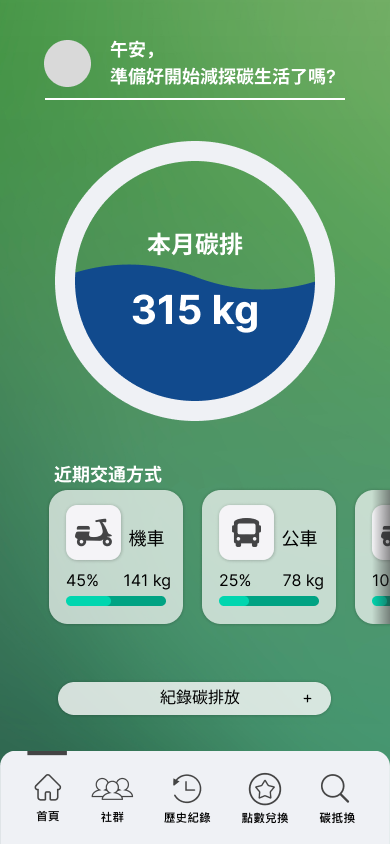 午安，
準備好開始減探碳生活了嗎?
本月碳排
315 kg
近期交通方式
機車
45% 141 kg
公車
25% 78 kg
10
紀錄碳排放 +
首頁 社群 歷史紀錄 點數兌換 碳抵換